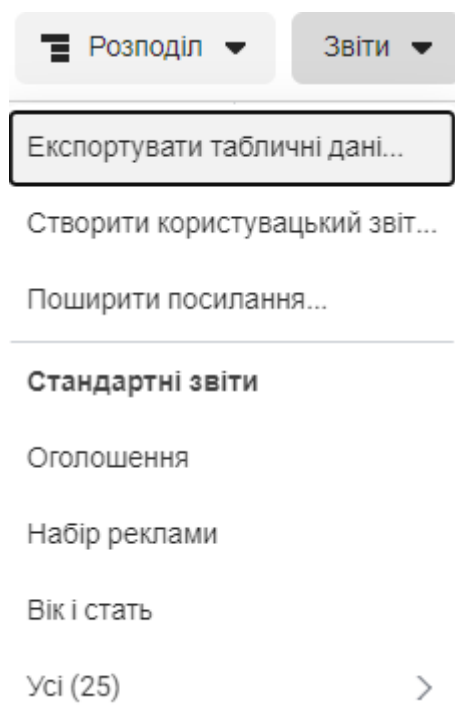 Розподіл Звіти
Експортувати табличні дані...
Створити користувацький звіт...
Поширити посилання...
Стандартні звіти
Оголошення
Набір реклами
Вік і стать
Усі (25)